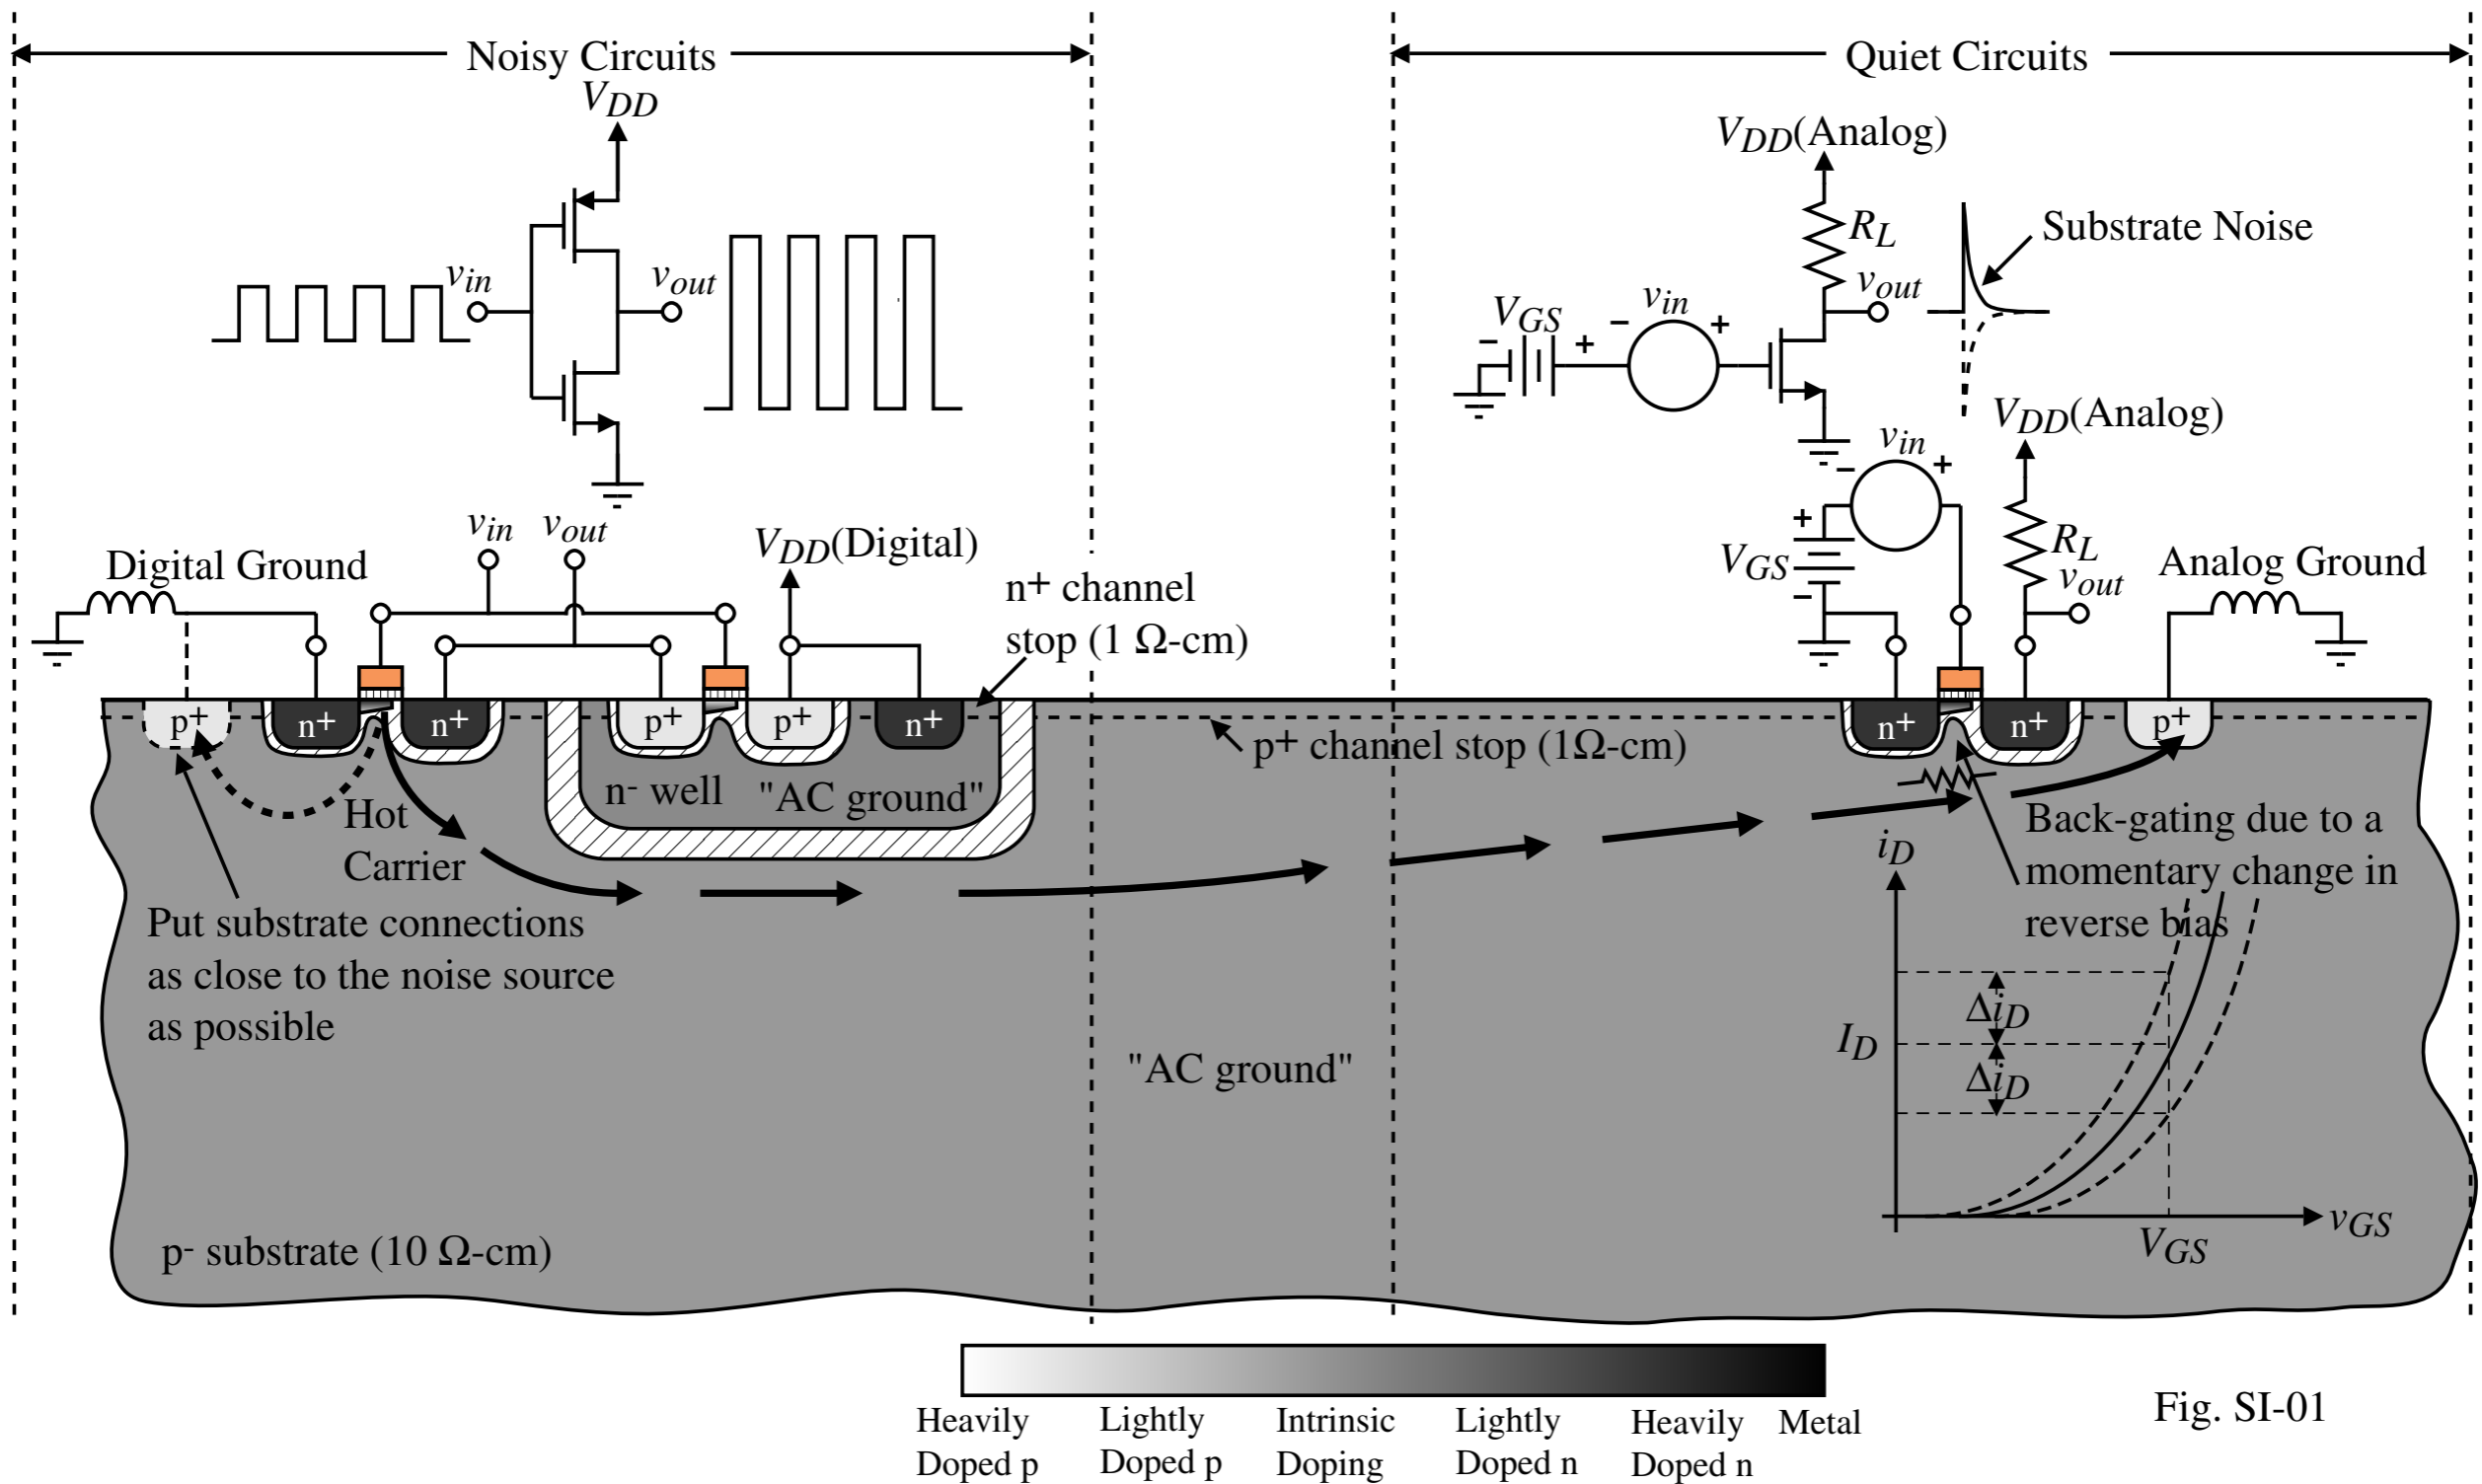 Noisy Circuits
Quiet Circuits
VDD
VDD(Analog)
RL
Substrate Noise
vin
vout
vout
VGS
vin
- +
- +
VDD(Analog)
vin
- +
vin vout
VDD(Digital)
Digital Ground
n+ channel
stop (1 Ω-cm)
+
VGS
-
RL
vout
Analog Ground
p+
n+
n+
p+
p+
n+
n+
n+
p+
p+ channel stop (1Ω-cm)
n- well
"AC ground"
Hot
Carrier
Back-gating due to a
momentary change in
reverse bias
Put substrate connections
as close to the noise source
as possible
iD
ΔiD
ID
ΔiD
"AC ground"
vGS
VGS
p- substrate (10 Ω-cm)
Heavily
Doped p
Lightly
Doped p
Intrinsic
Doping
Lightly
Doped n
Heavily
Doped n
Metal
Fig. SI-01